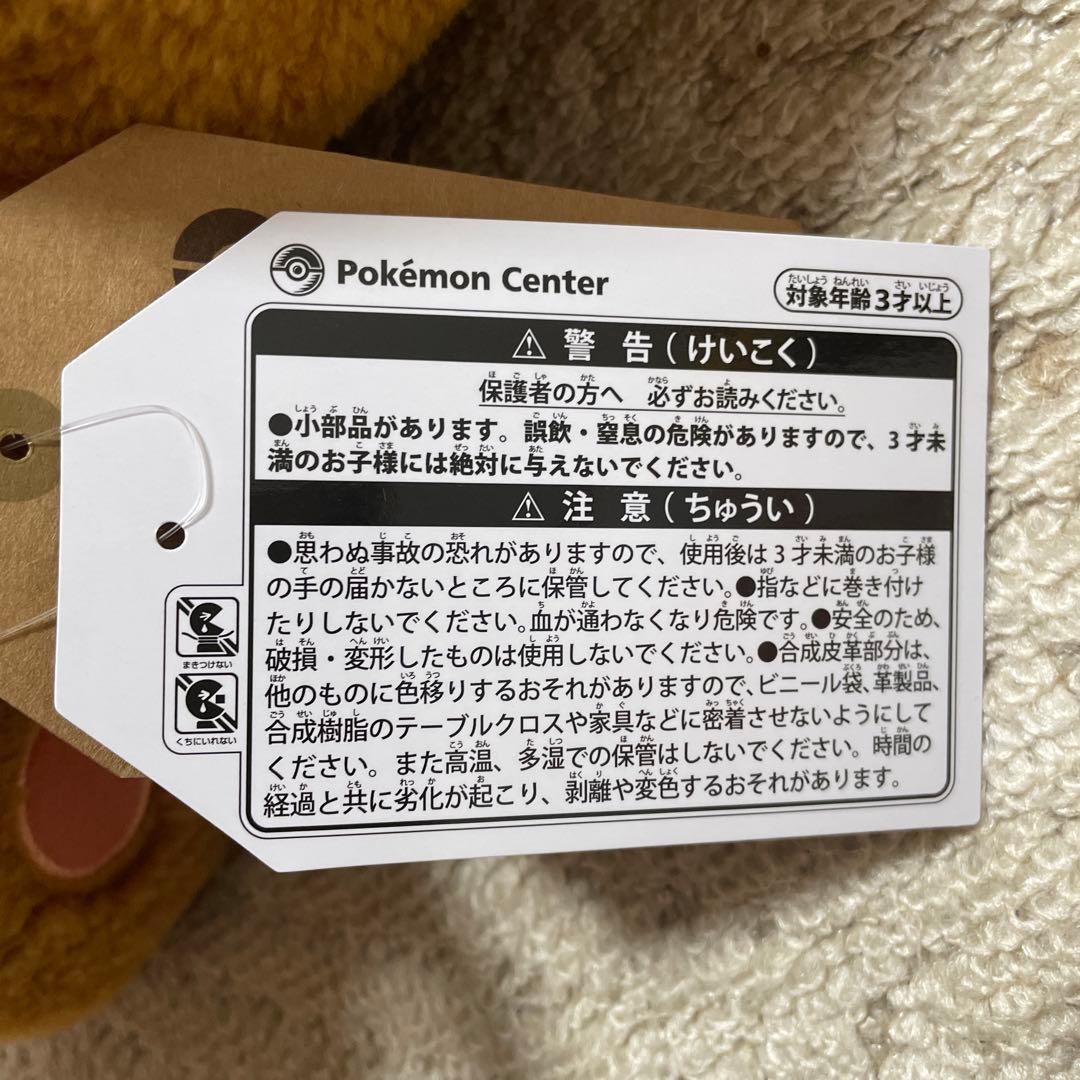 Pokémon Center
対象年齢3才以上
⚠ 警 告(けいこく)
保護者の方へ 必ずお読みください。
●小部品があります。誤飲・窒息の危険がありますので、3才未
満のお子様には絶対に与えないでください。
⚠ 注 意(ちゅうい)
●思わぬ事故の恐れがありますので、使用後は3才未満のお子様
の手の届かないところに保管してください。●指などに巻き付け
たりしないでください。血が通わなくなり危険です。●安全のため、
破損・変形したものは使用しないでください。●合成皮革部分は、
他のものに色移りするおそれがありますので、ビニール袋、革製品、
合成樹脂のテーブルクロスや家具などに密着させないようにして
ください。また高温、多湿での保管はしないでください。時間の
経過と共に劣化が起こり、剥離や変色するおそれがあります。
まきつけない
くちにいれない